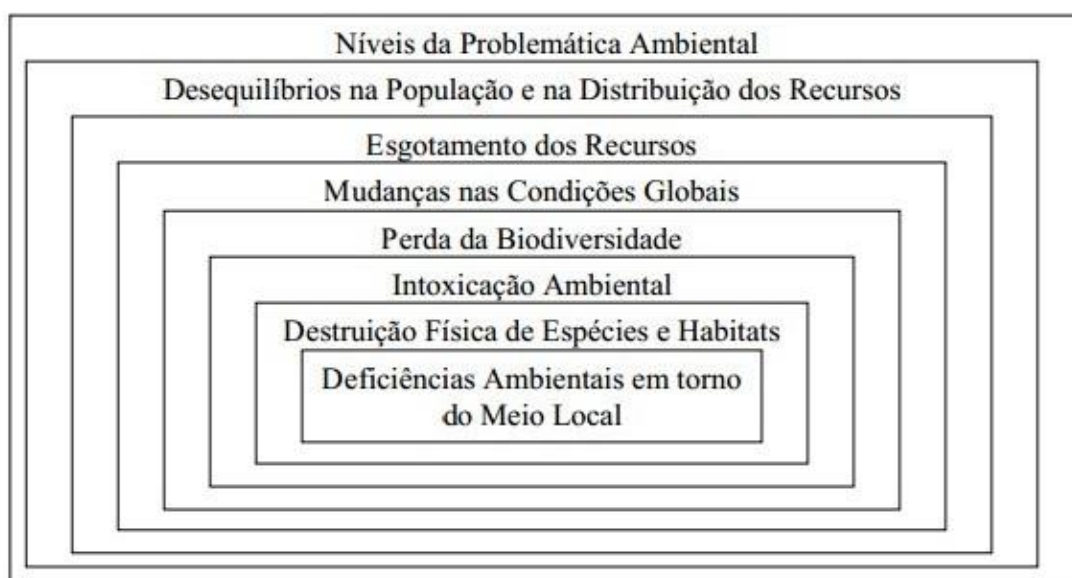 Níveis da Problemática Ambiental
Desequilíbrios na População e na Distribuição dos Recursos
Esgotamento dos Recursos
Mudanças nas Condições Globais
Perda da Biodiversidade
Intoxicação Ambiental
Destruição Física de Espécies e Habitats
Deficiências Ambientais em torno
do Meio Local